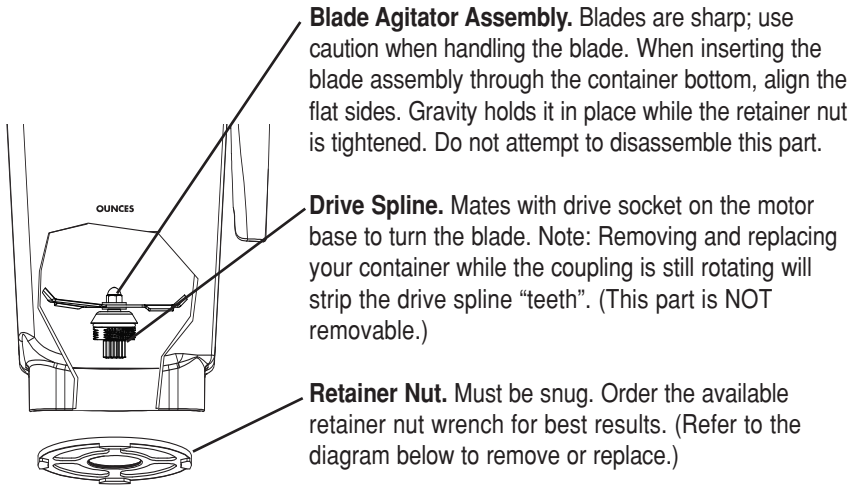 Blade Agitator Assembly. Blades are sharp; use
caution when handling the blade. When inserting the
blade assembly through the container bottom, align the
flat sides. Gravity holds it in place while the retainer nut
is tightened. Do not attempt to disassemble this part.
OUNCES
Drive Spline. Mates with drive socket on the motor
base to turn the blade. Note: Removing and replacing
your container while the coupling is still rotating will
strip the drive spline “teeth”. (This part is NOT
removable.)
Retainer Nut. Must be snug. Order the available
retainer nut wrench for best results. (Refer to the
diagram below to remove or replace.)